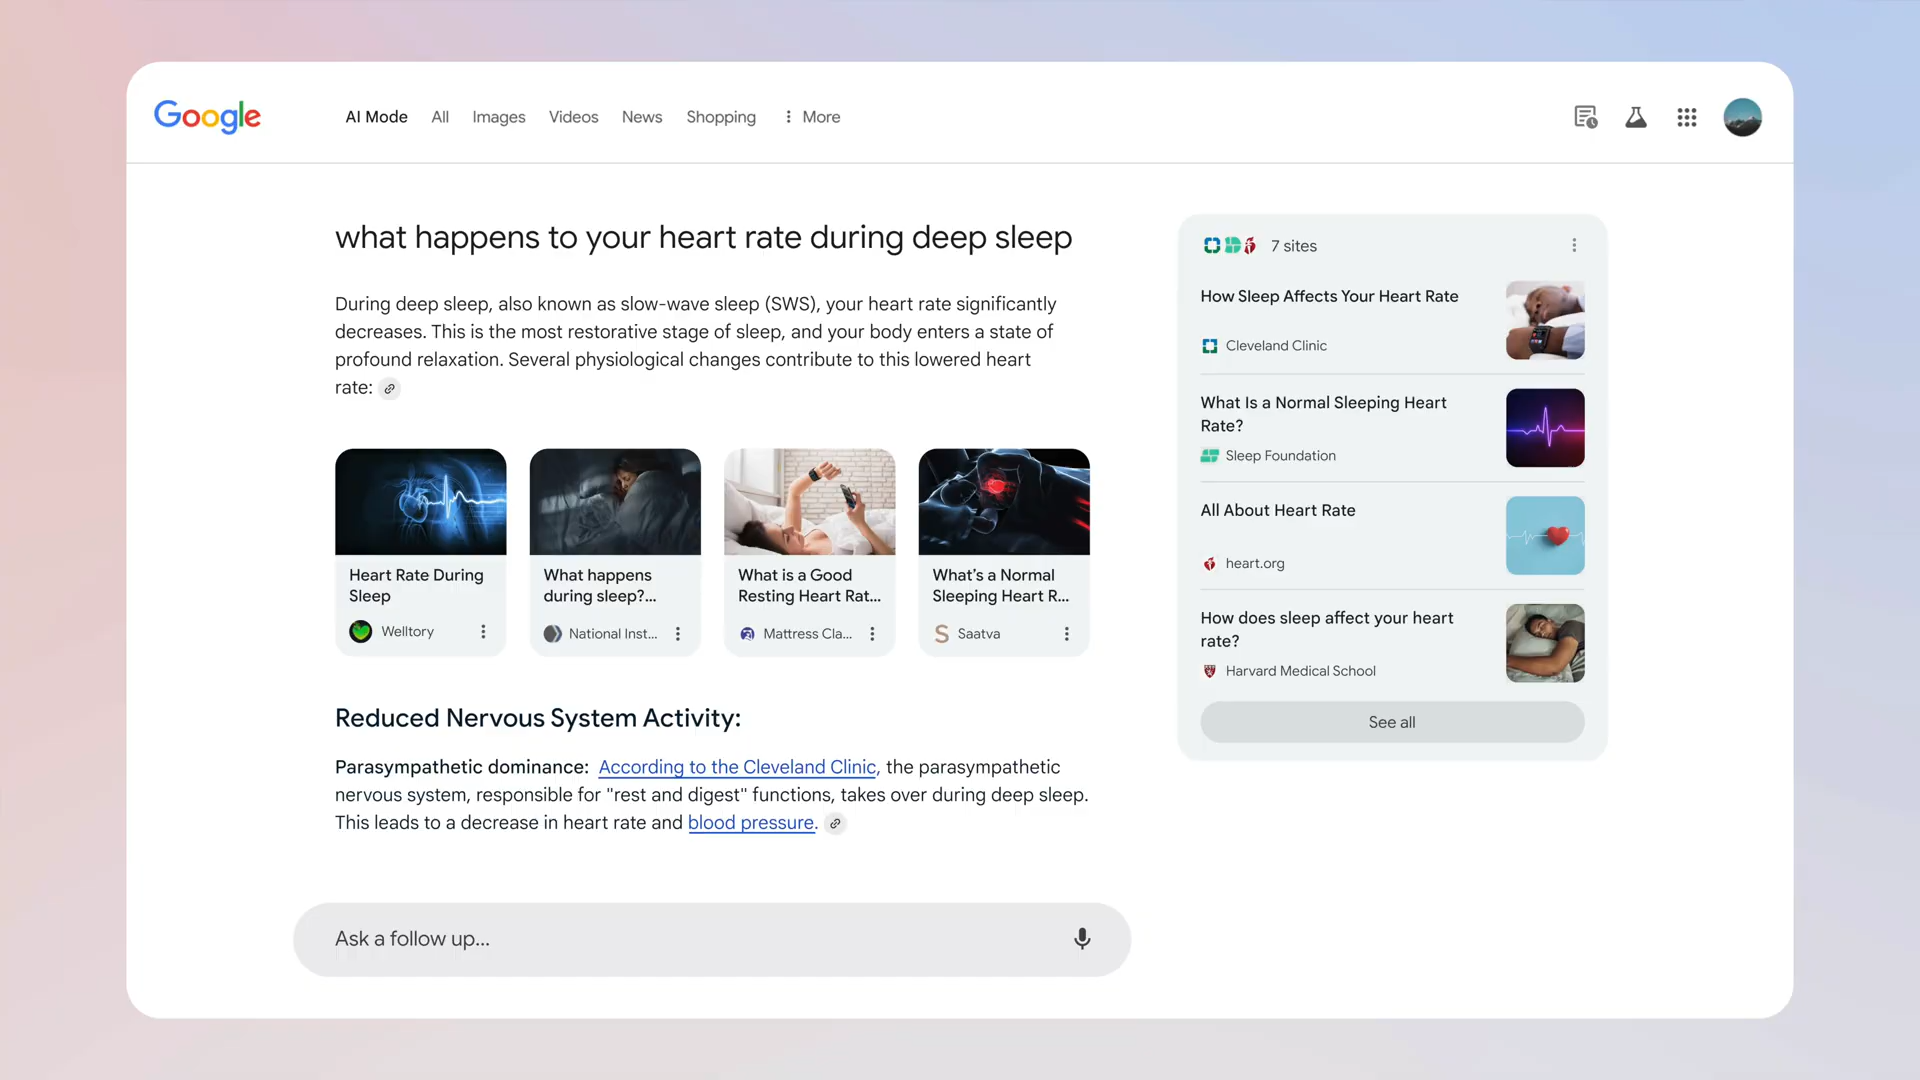 Google
AI Mode
All
Images
Videos
News
Shopping
More
what happens to your heart rate during deep sleep
During deep sleep, also known as slow-wave sleep (SWS), your heart rate significantly
decreases. This is the most restorative stage of sleep, and your body enters a state of
profound relaxation. Several physiological changes contribute to this lowered heart
rate:
Heart Rate During
Sleep
Welltory
What happens
during sleep?...
National Inst...
What is a Good
Resting Heart Rat...
Mattress Cla...
What’s a Normal
Sleeping Heart R...
Saatva
Reduced Nervous System Activity:
Parasympathetic dominance: According to the Cleveland Clinic, the parasympathetic
nervous system, responsible for "rest and digest" functions, takes over during deep sleep.
This leads to a decrease in heart rate and blood pressure.
Ask a follow up...
7 sites
How Sleep Affects Your Heart Rate
Cleveland Clinic
What Is a Normal Sleeping Heart
Rate?
Sleep Foundation
All About Heart Rate
heart.org
How does sleep affect your heart
rate?
Harvard Medical School
See all